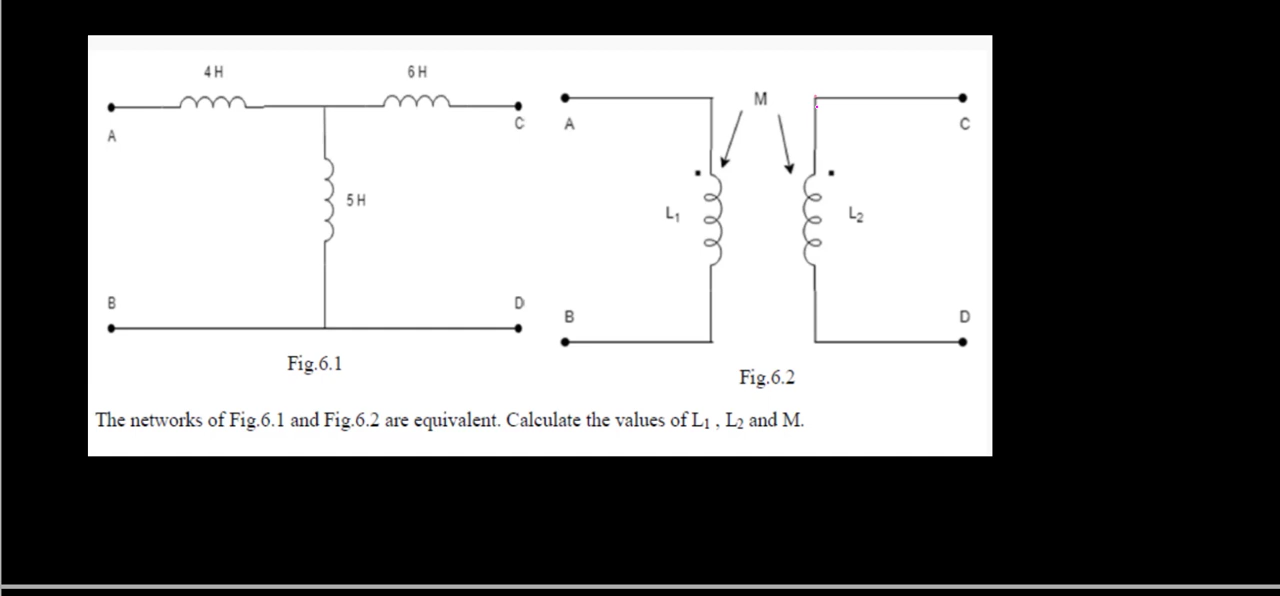 4 H
6 H
A
C
5 H
B
D
Fig.6.1
M
A
C
L₁
L₂
B
D
Fig.6.2
The networks of Fig.6.1 and Fig.6.2 are equivalent. Calculate the values of L₁ , L₂ and M.